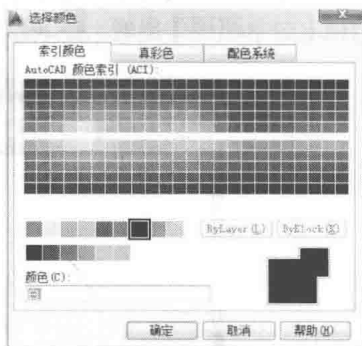 选择颜色
索引颜色 真彩色 配色系统
AutoCAD 颜色索引 (ACI):
ByLayer(L) ByBlock(K)
颜色(C):
白
确定 取消 帮助(H)